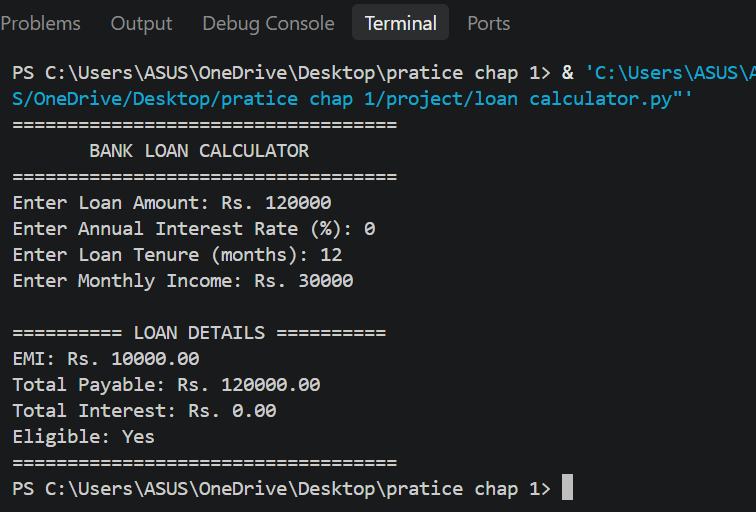 Problems Output Debug Console Terminal Ports
PS C:\Users\ASUS\OneDrive\Desktop\pratice chap 1> & 'C:\Users\ASUS\
S/OneDrive/Desktop/pratice chap 1/project/loan calculator.py"'
===================================
BANK LOAN CALCULATOR
===================================
Enter Loan Amount: Rs. 120000
Enter Annual Interest Rate (%): 0
Enter Loan Tenure (months): 12
Enter Monthly Income: Rs. 30000
========== LOAN DETAILS ==========
EMI: Rs. 10000.00
Total Payable: Rs. 120000.00
Total Interest: Rs. 0.00
Eligible: Yes
===================================
PS C:\Users\ASUS\OneDrive\Desktop\pratice chap 1>